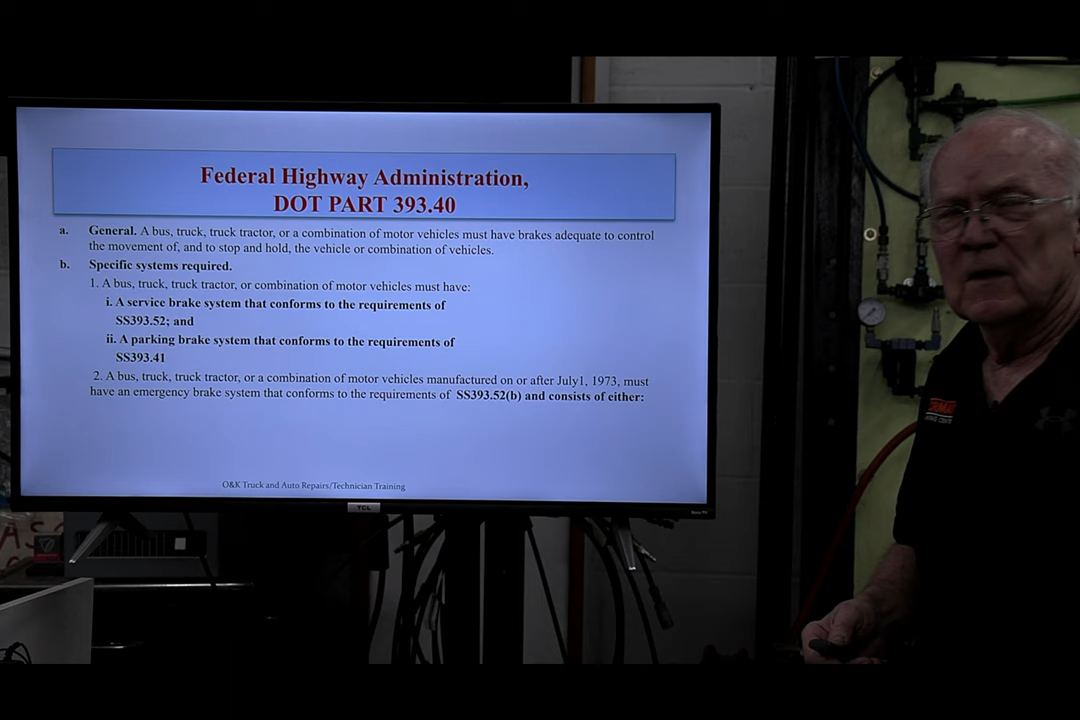 Federal Highway Administration,
DOT PART 393.40
a. General. A bus, truck, truck tractor, or a combination of motor vehicles must have brakes adequate to control
the movement of, and to stop and hold, the vehicle or combination of vehicles.
b. Specific systems required.
1. A bus, truck, truck tractor, or combination of motor vehicles must have:
i. A service brake system that conforms to the requirements of
SS393.52; and
ii. A parking brake system that conforms to the requirements of
SS393.41
2. A bus, truck, truck tractor, or a combination of motor vehicles manufactured on or after July1, 1973, must
have an emergency brake system that conforms to the requirements of SS393.52(b) and consists of either:
O&K Truck and Auto Repairs/Technician Training
TCL
Roku TV